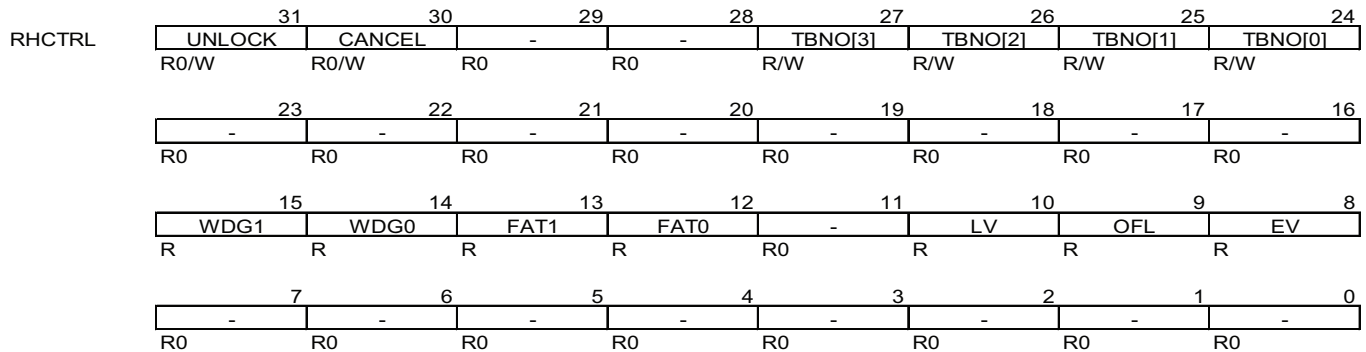 31 30 29 28 27 26 25 24
RHCTRL UNLOCK CANCEL - - TBNO[3] TBNO[2] TBNO[1] TBNO[0]
R0/W R0/W R0 R0 R/W R/W R/W R/W
23 22 21 20 19 18 17 16
- - - - - - - -
R0 R0 R0 R0 R0 R0 R0 R0
15 14 13 12 11 10 9 8
WDG1 WDG0 FAT1 FAT0 - LV OFL EV
R R R R R0 R R R
7 6 5 4 3 2 1 0
- - - - - - - -
R0 R0 R0 R0 R0 R0 R0 R0